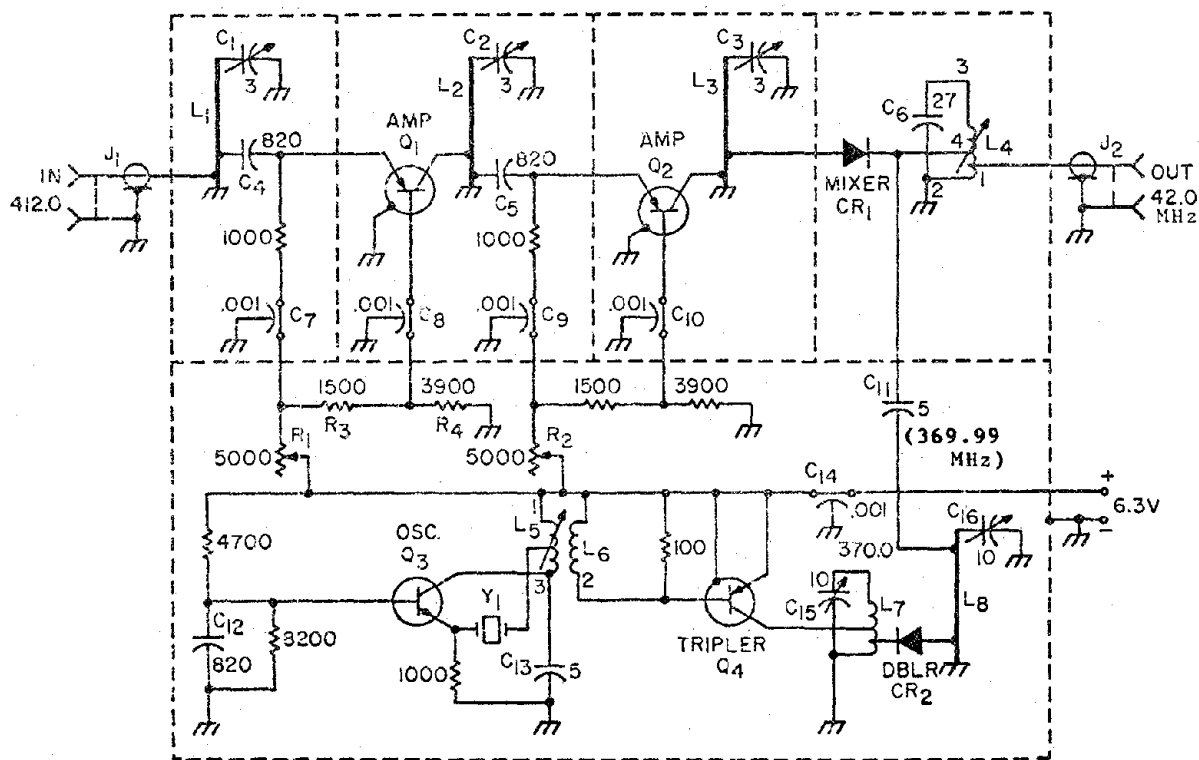 C1
3
C2
3
C3
3
3
C6
27
4
L4
2
1
L1
L2
L3
AMP
Q1
AMP
Q2
J1
IN
412.0
820
C4
820
C5
MIXER
CR1
J2
OUT
42.0
MHz
1000
1000
.001
C7
.001
C8
.001
C9
.001
C10
1500
R3
3900
R4
1500
3900
C11
5
(369.99
MHz)
R1
5000
R2
5000
C14
.001
+
6.3V
-
4700
OSC.
Q3
1
L5
3
L6
2
100
370.0
C16
10
Y1
C12
820
3200
1000
C13
5
TRIPLER
Q4
10
C15
L7
L8
DBLR
CR2